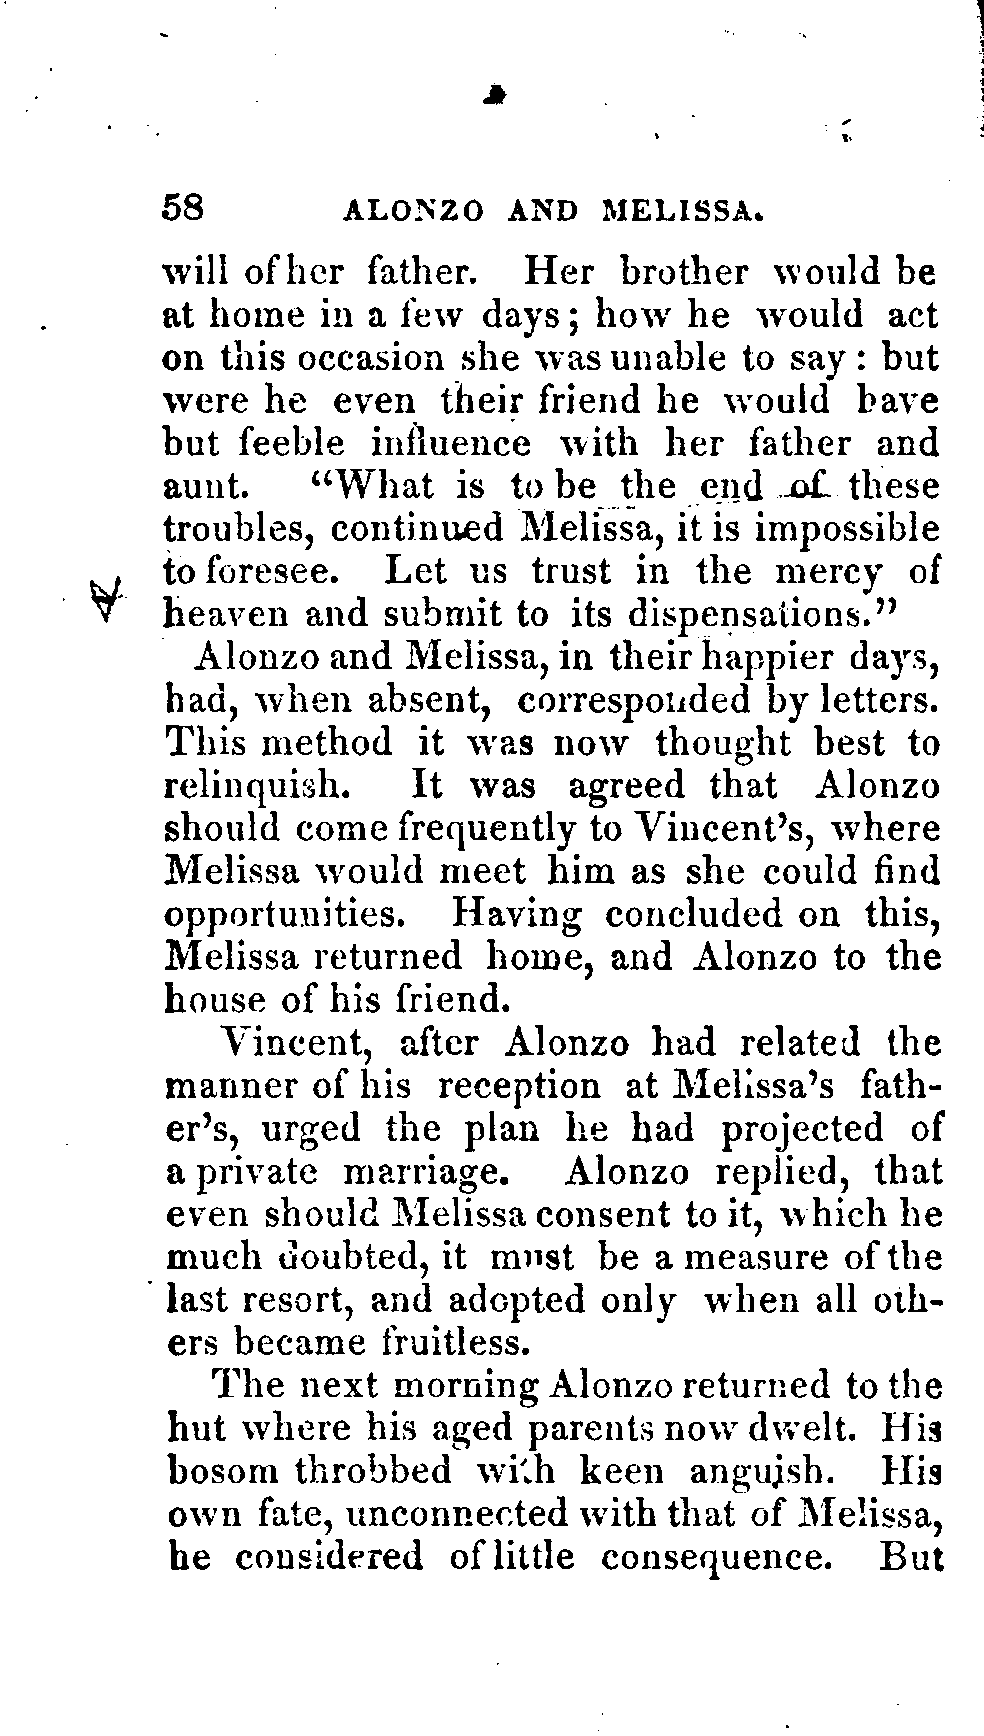 58 ALONZO AND MELISSA.
will of her father. Her brother would be
at home in a few days; how he would act
on this occasion she was unable to say: but
were he even their friend he would have
but feeble influence with her father and
aunt. “What is to be the end of these
troubles, continued Melissa, it is impossible
to foresee. Let us trust in the mercy of
heaven and submit to its dispensations.”
Alonzo and Melissa, in their happier days,
had, when absent, corresponded by letters.
This method it was now thought best to
relinquish. It was agreed that Alonzo
should come frequently to Vincent’s, where
Melissa would meet him as she could find
opportunities. Having concluded on this,
Melissa returned home, and Alonzo to the
house of his friend.
Vincent, after Alonzo had related the
manner of his reception at Melissa’s fath-
er’s, urged the plan he had projected of
a private marriage. Alonzo replied, that
even should Melissa consent to it, which he
much doubted, it must be a measure of the
last resort, and adopted only when all oth-
ers became fruitless.
The next morning Alonzo returned to the
hut where his aged parents now dwelt. His
bosom throbbed with keen anguish. His
own fate, unconnected with that of Melissa,
he considered of little consequence. But